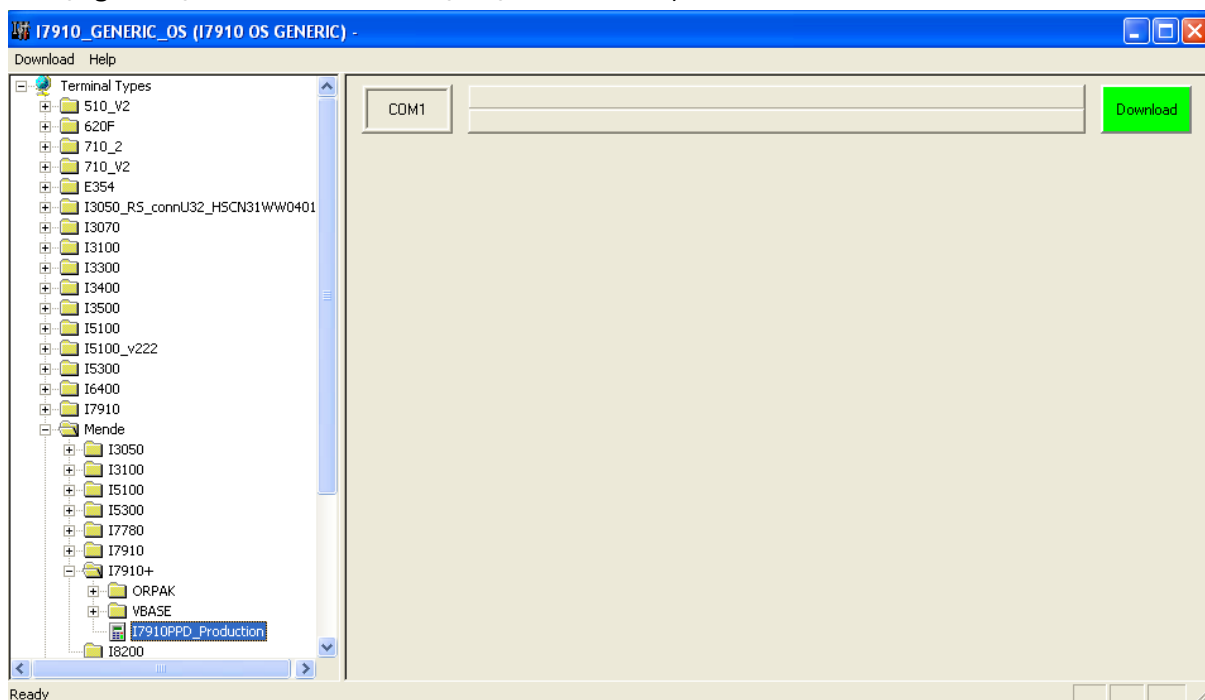 I7910_GENERIC_OS (I7910 OS GENERIC) -
Download Help
Terminal Types
510_V2
620F
710_2
710_V2
E354
I3050_RS_connU32_HSCN31WW0401
I3070
I3100
I3300
I3400
I3500
I5100
I5100_v222
I5300
I6400
I7910
Mende
I3050
I3100
I5100
I5300
I7780
I7910
I7910+
ORPAK
VBASE
I7910PPD_Production
I8200
COM1
Download
Ready